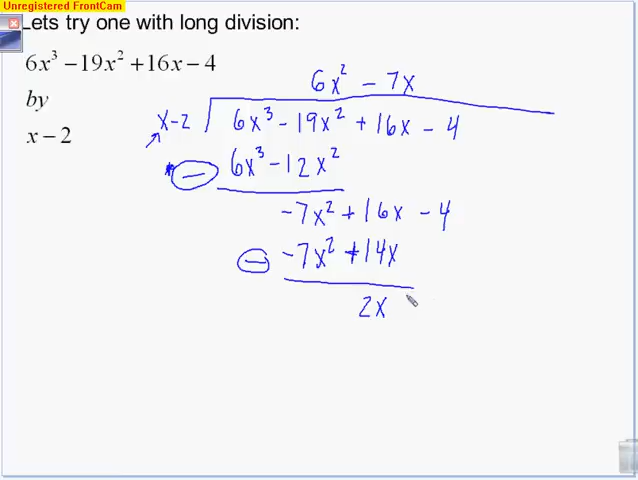 Unregistered FrontCam
Lets try one with long division:
6x³ −19x² +16x − 4
by
x − 2
6x² − 7x
x−2
6x³ − 19x² + 16x − 4
− 6x³ − 12x²
−7x² + 16x − 4
− −7x² + 14x
2x